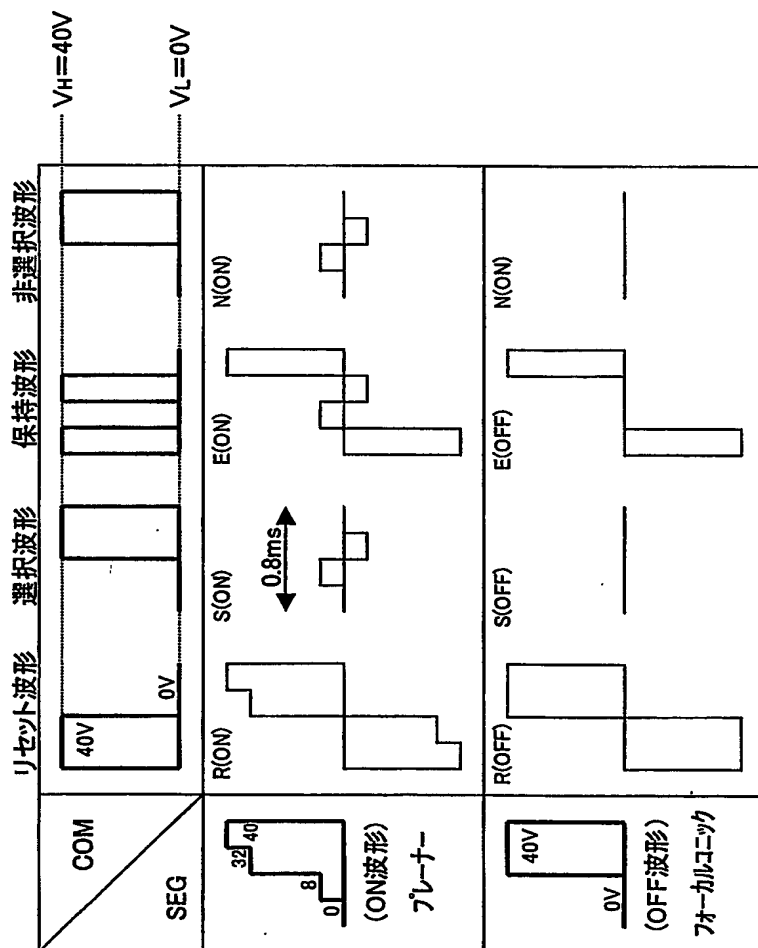 リセット波形 選択波形 保持波形 非選択波形
COM
SEG
40V
0V
VH=40V
VL=0V
R(ON)
S(ON)
E(ON)
N(ON)
0.8ms
0
8
32
40
(ON波形)
プレーナー
R(OFF)
S(OFF)
E(OFF)
N(ON)
0V
40V
(OFF波形)
フォーカルコニック